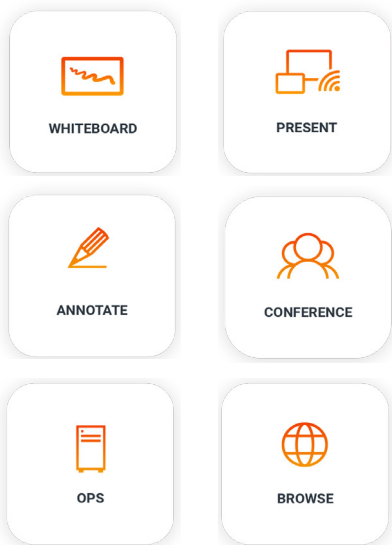 WHITEBOARD
PRESENT
ANNOTATE
CONFERENCE
OPS
BROWSE